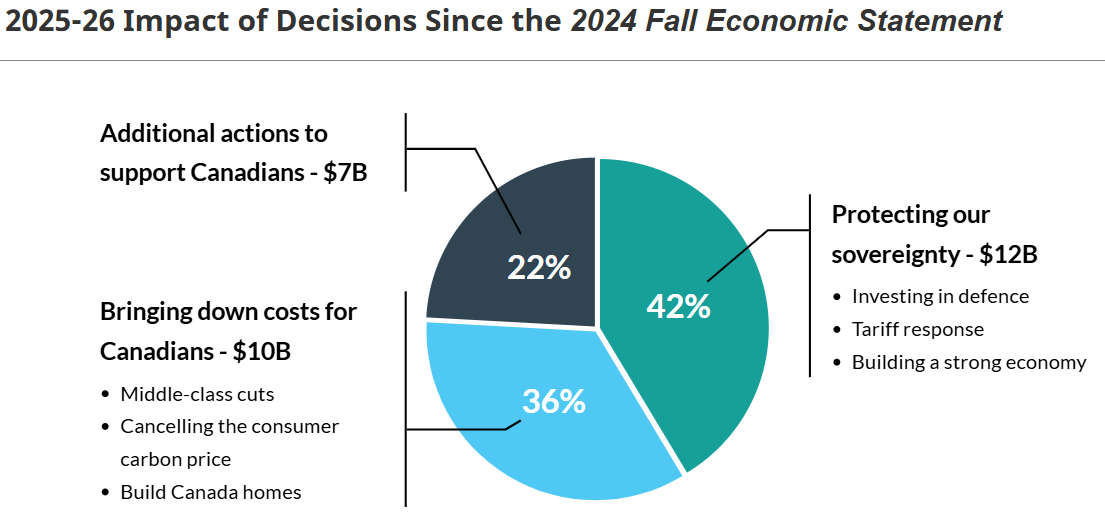 2025-26 Impact of Decisions Since the 2024 Fall Economic Statement
Additional actions to
support Canadians - $7B
22%
Protecting our
sovereignty - $12B
• Investing in defence
• Tariff response
• Building a strong economy
42%
Bringing down costs for
Canadians - $10B
• Middle-class cuts
• Cancelling the consumer
carbon price
• Build Canada homes
36%